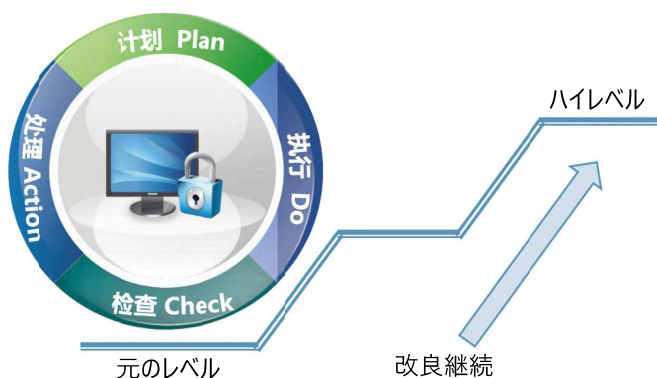 计划 Plan
执行 Do
检查 Check
处理 Action
ハイレベル
元のレベル
改良継続